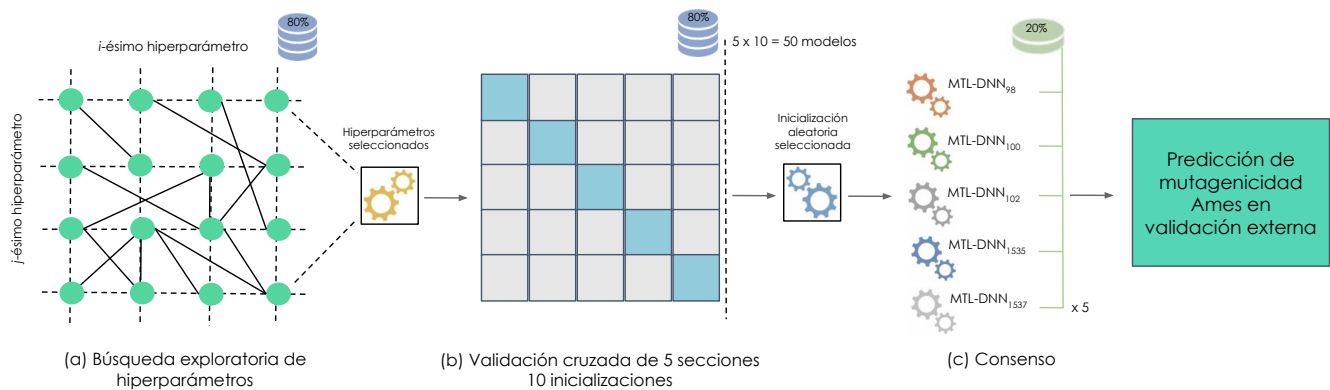 80%
i-ésimo hiperparámetro
j-ésimo hiperparámetro
Hiperparámetros
seleccionados
(a) Búsqueda exploratoria de
hiperparámetros
80%
5 x 10 = 50 modelos
Inicialización
aleatoria
seleccionada
(b) Validación cruzada de 5 secciones
10 inicializaciones
20%
MTL-DNN98
MTL-DNN100
MTL-DNN102
MTL-DNN1535
MTL-DNN1537
x 5
(c) Consenso
Predicción de
mutagenicidad
Ames en
validación externa